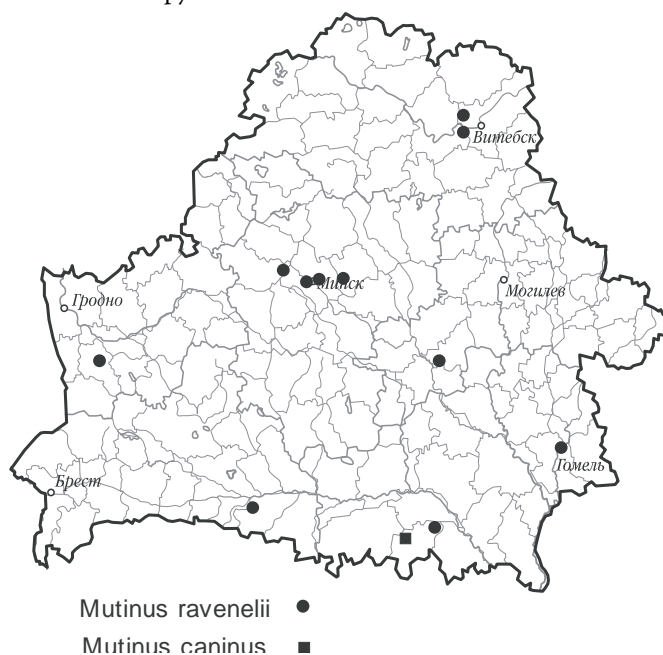 Витебск
Минск
Могилев
Гродно
Гомель
Брест
Mutinus ravenelii
Mutinus caninus